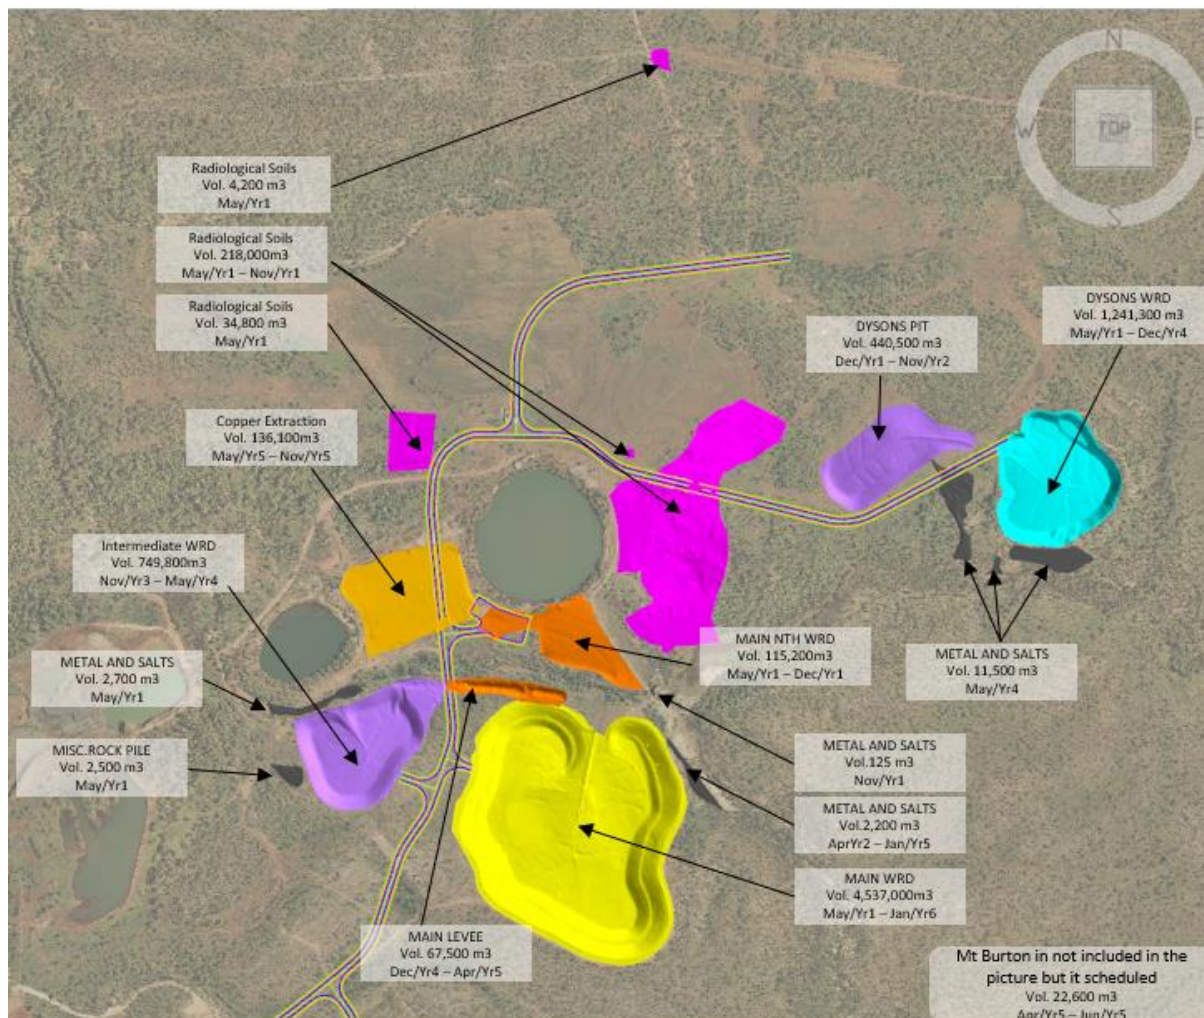 N
W
TOP
E
S
Radiological Soils
Vol. 4,200 m3
May/Yr1
Radiological Soils
Vol. 218,000m3
May/Yr1 – Nov/Yr1
Radiological Soils
Vol. 34,800 m3
May/Yr1
DYSONS WRD
Vol. 1,241,300 m3
May/Yr1 – Dec/Yr4
DYSONS PIT
Vol. 440,500 m3
Dec/Yr1 – Nov/Yr2
Copper Extraction
Vol. 136,100m3
May/Yr5 – Nov/Yr5
Intermediate WRD
Vol. 749,800m3
Nov/Yr3 – May/Yr4
METAL AND SALTS
Vol. 2,700 m3
May/Yr1
MISC.ROCK PILE
Vol. 2,500 m3
May/Yr1
MAIN NTH WRD
Vol. 115,200m3
May/Yr1 – Dec/Yr1
METAL AND SALTS
Vol. 11,500 m3
May/Yr4
METAL AND SALTS
Vol.125 m3
Nov/Yr1
METAL AND SALTS
Vol.2,200 m3
AprYr2 – Jan/Yr5
MAIN WRD
Vol. 4,537,000m3
May/Yr1 – Jan/Yr6
MAIN LEVEE
Vol. 67,500 m3
Dec/Yr4 – Apr/Yr5
Mt Burton in not included in the
picture but it scheduled
Vol. 22,600 m3
Apr/Yr5 – Jun/Yr5